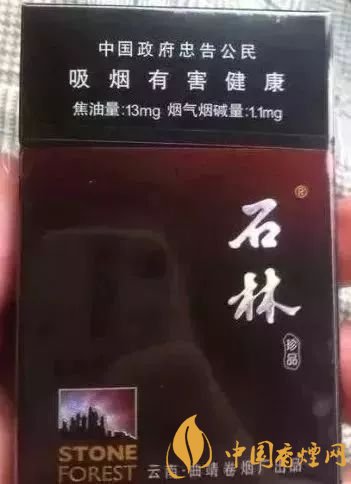 中国政府忠告公民
吸烟有害健康
焦油量:13mg 烟气烟碱量:1.1mg
®
石林
珍品
STONE
FOREST
云南·曲靖卷烟厂出品
中国香煙网